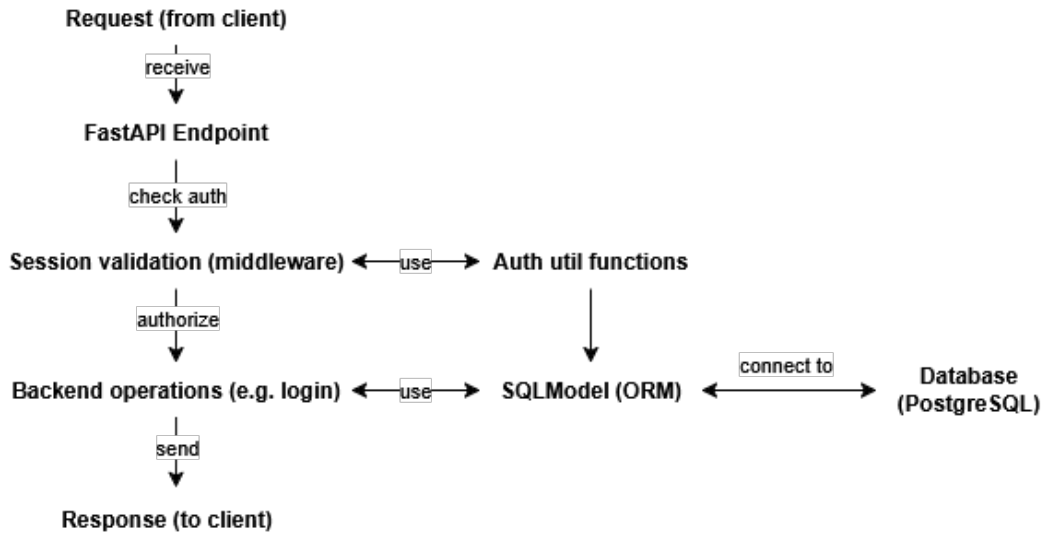 Request (from client)
receive
FastAPI Endpoint
check auth
Session validation (middleware)
use
Auth util functions
authorize
connect to
Backend operations (e.g. login)
use
SQLModel (ORM)
Database
(PostgreSQL)
send
Response (to client)